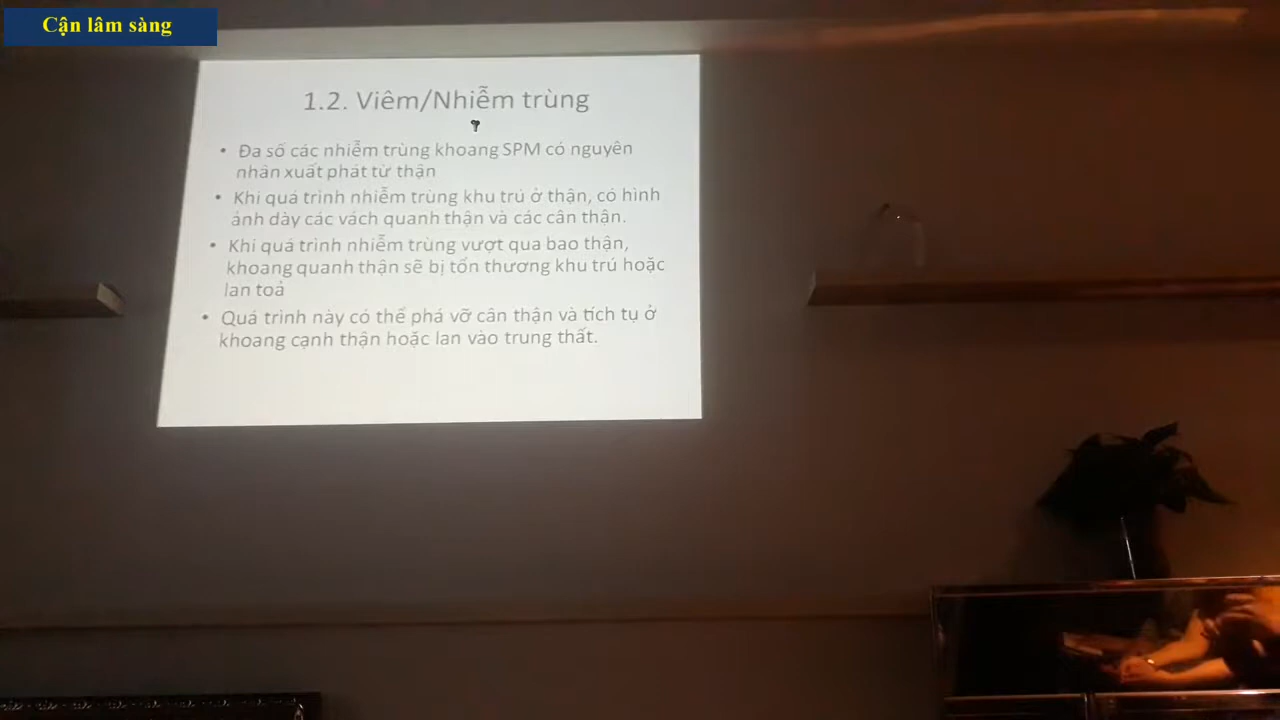 Cận lâm sàng
1.2. Viêm/Nhiễm trùng
• Đa số các nhiễm trùng khoang SPM có nguyên
nhân xuất phát từ thận
• Khi quá trình nhiễm trùng khu trú ở thận, có hình
ảnh dày các vách quanh thận và các cân thận.
• Khi quá trình nhiễm trùng vượt qua bao thận,
khoang quanh thận sẽ bị tổn thương khu trú hoặc
lan toả
• Quá trình này có thể phá vỡ cân thận và tích tụ ở
khoang cạnh thận hoặc lan vào trung thất.